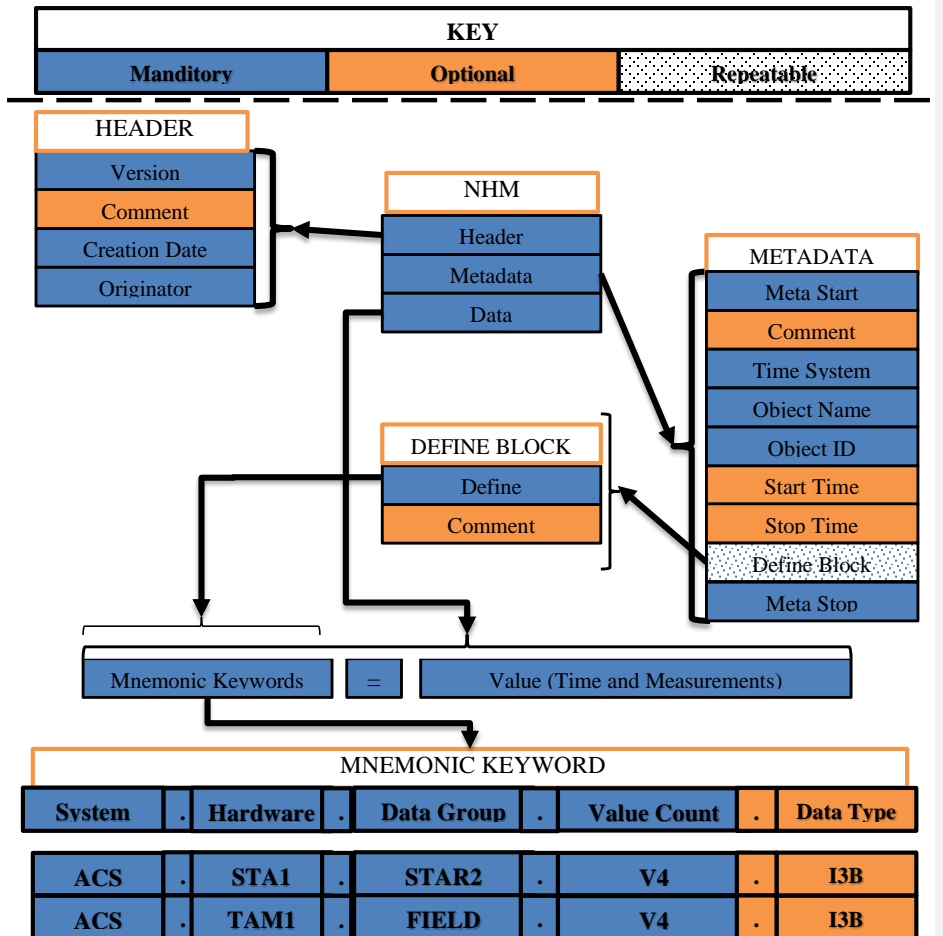 KEY
Manditory Optional Repeatable
HEADER
Version
Comment
Creation Date
Originator
NHM
Header
Metadata
Data
METADATA
Meta Start
Comment
Time System
Object Name
Object ID
Start Time
Stop Time
Define Block
Meta Stop
DEFINE BLOCK
Define
Comment
Mnemonic Keywords = Value (Time and Measurements)
MNEMONIC KEYWORD
System . Hardware . Data Group . Value Count . Data Type
ACS . STA1 . STAR2 . V4 . I3B
ACS . TAM1 . FIELD . V4 . I3B